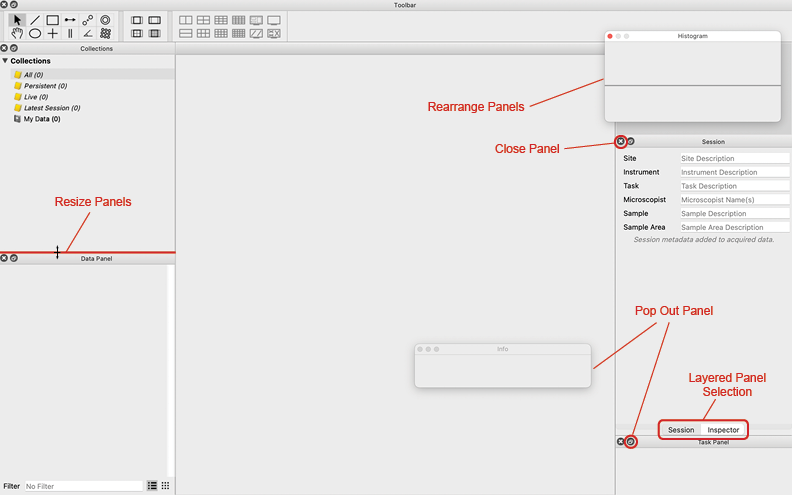 Toolbar
Collections
Collections
All (0)
Persistent (0)
Live (0)
Latest Session (0)
My Data (0)
Resize Panels
Data Panel
Filter No Filter
Histogram
Rearrange Panels
Close Panel
Session
Site Site Description
Instrument Instrument Description
Task Task Description
Microscopist Microscopist Name(s)
Sample Sample Description
Sample Area Sample Area Description
Session metadata added to acquired data.
Pop Out Panel
Info
Layered Panel
Selection
Session Inspector
Task Panel